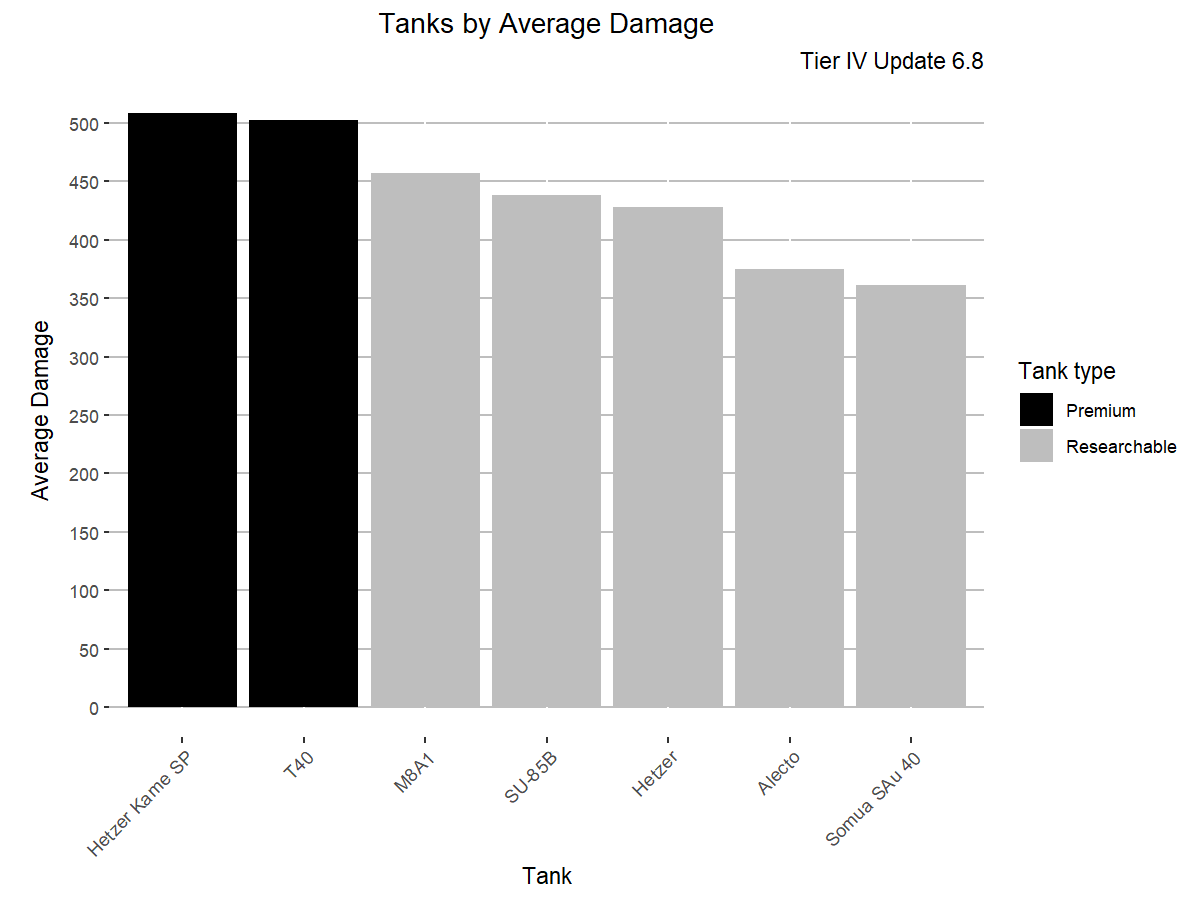 Tanks by Average Damage
Tier IV Update 6.8
Average Damage
500
450
400
350
300
250
200
150
100
50
0
Hetzer Kame SP
T40
M8A1
SU-85B
Hetzer
Alecto
Somua SAu 40
Tank
Tank type
Premium
Researchable